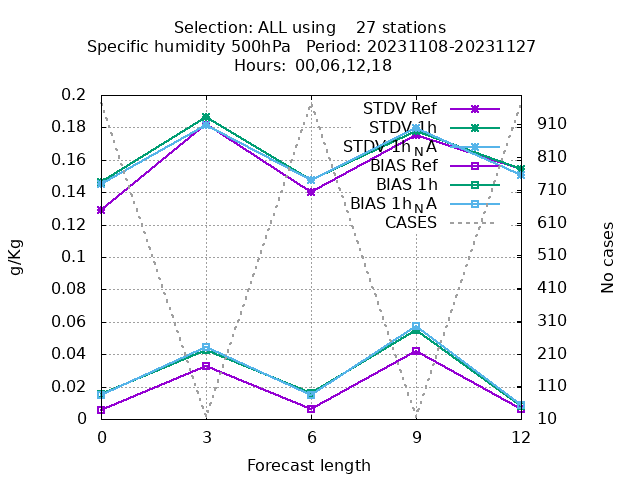 Selection: ALL using    27 stations
Specific humidity 500hPa   Period: 20231108-20231127
Hours: 00,06,12,18
0.2
0.18
0.16
0.14
0.12
0.1
0.08
0.06
0.04
0.02
0
g/Kg
STDV Ref
STDV 1h
STDV 1h_NA
BIAS Ref
BIAS 1h
BIAS 1h_NA
CASES
910
810
710
610
510
410
310
210
110
10
No cases
0 3 6 9 12
Forecast length